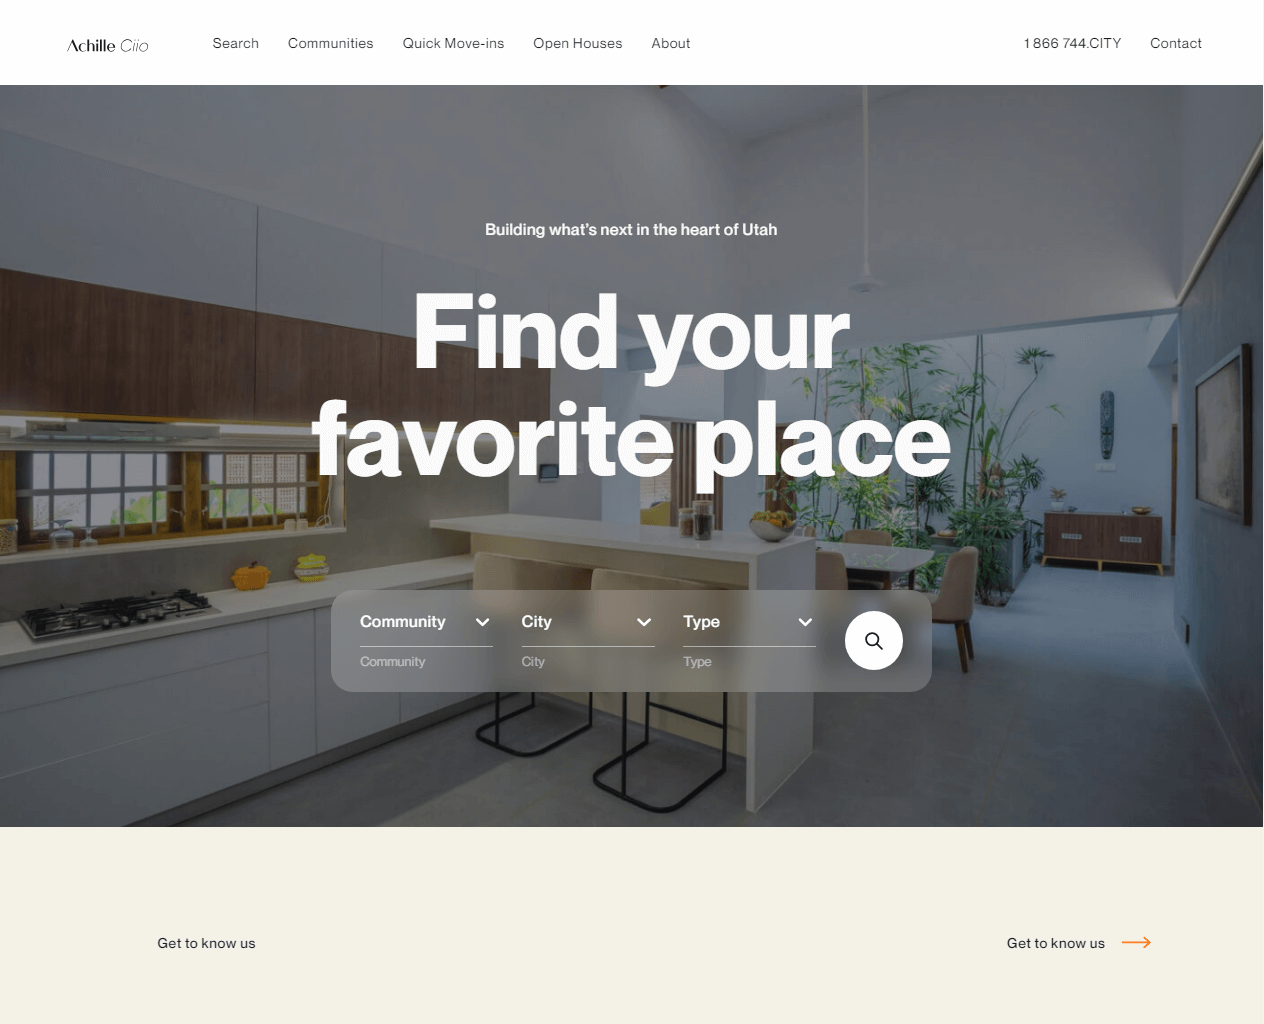 Achille Ciio
Search
Communities
Quick Move-ins
Open Houses
About
1 866 744.CITY
Contact
Building what's next in the heart of Utah
Find your
favorite place
Community
City
Type
Community
City
Type
Get to know us
Get to know us